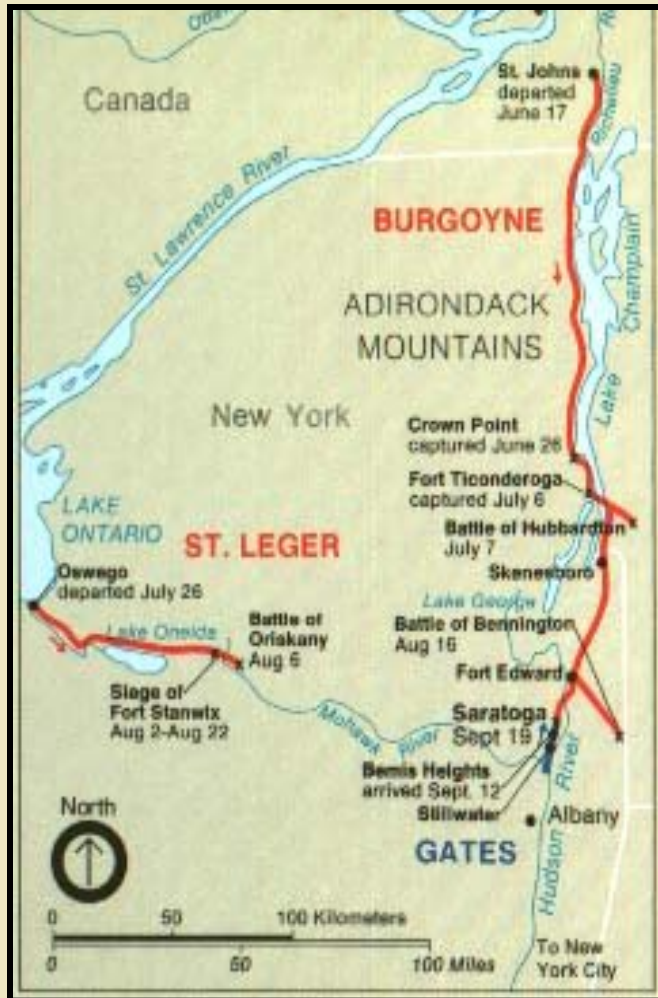 St. Johns
departed
June 17
Canada
Richelieu
St. Lawrence River
BURGOYNE
Lake Champlain
ADIRONDACK
MOUNTAINS
New York
Crown Point
captured June 26
Fort Ticonderoga
captured July 6
LAKE
ONTARIO
Battle of Hubbardton
July 7
ST. LEGER
Skenesboro
Oswego
departed July 26
Lake George
Lake Oneida
Battle of
Oriskany
Aug 6
Battle of Bennington
Aug 16
Fort Edward
Siege of
Fort Stanwix
Aug 2-Aug 22
Mohawk River
Saratoga
Sept 19
Bemis Heights
arrived Sept. 12
Stillwater
Hudson River
North
Albany
GATES
0 50 100 Kilometers
0 50 100 Miles
To New
York City